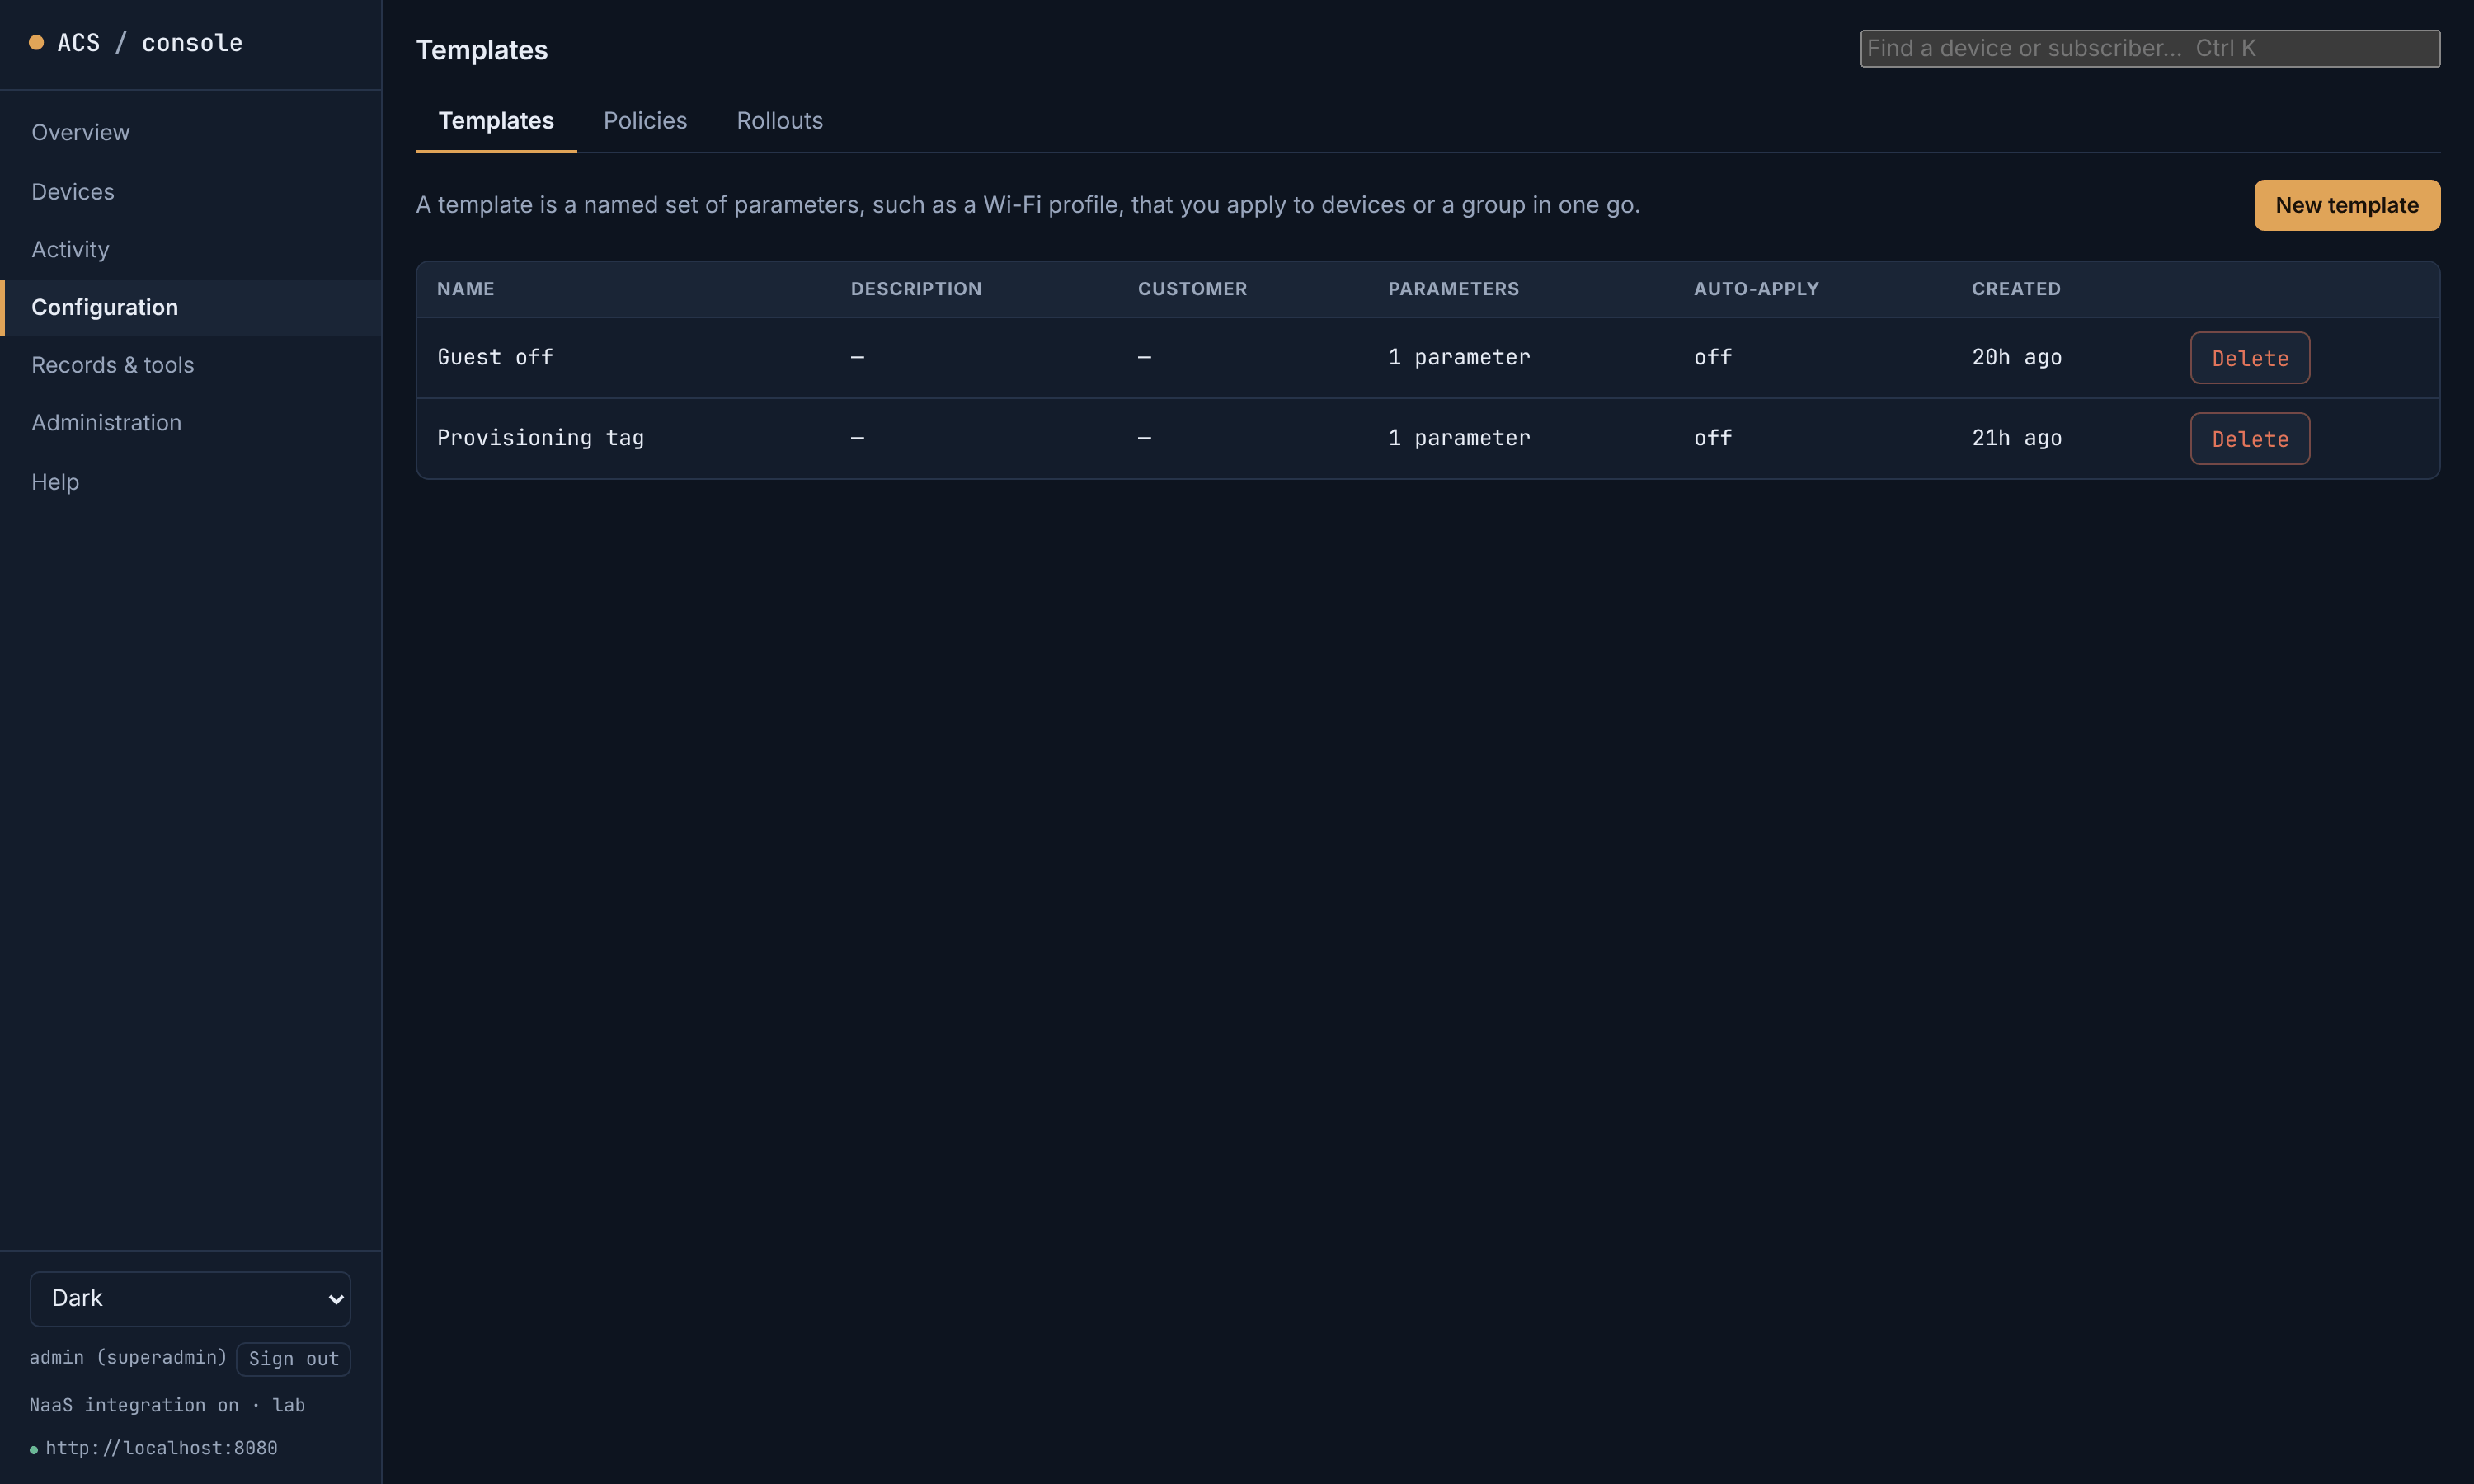 ACS / console
Overview
Devices
Activity
Configuration
Records & tools
Administration
Help
Dark
admin (superadmin) Sign out
NaaS integration on · lab
http://localhost:8080
Templates
Find a device or subscriber... Ctrl K
Templates Policies Rollouts
A template is a named set of parameters, such as a Wi-Fi profile, that you apply to devices or a group in one go.
New template
NAME DESCRIPTION CUSTOMER PARAMETERS AUTO-APPLY CREATED
Guest off — — 1 parameter off 20h ago Delete
Provisioning tag — — 1 parameter off 21h ago Delete